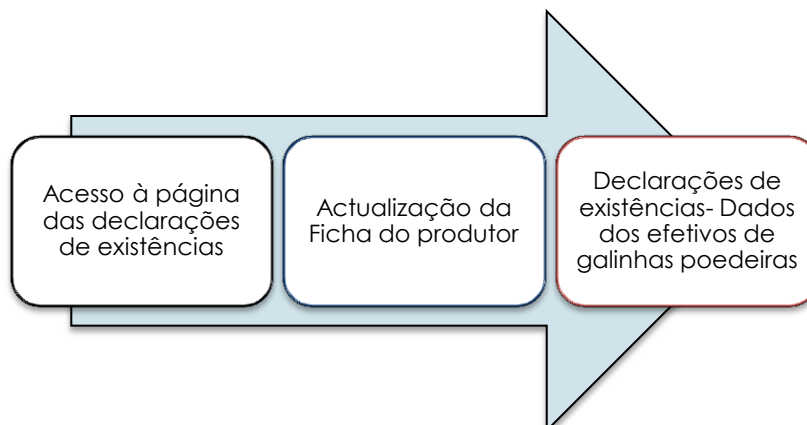 Acesso à página
das declarações
de existências
Actualização da
Ficha do produtor
Declarações de
existências- Dados
dos efetivos de
galinhas poedeiras